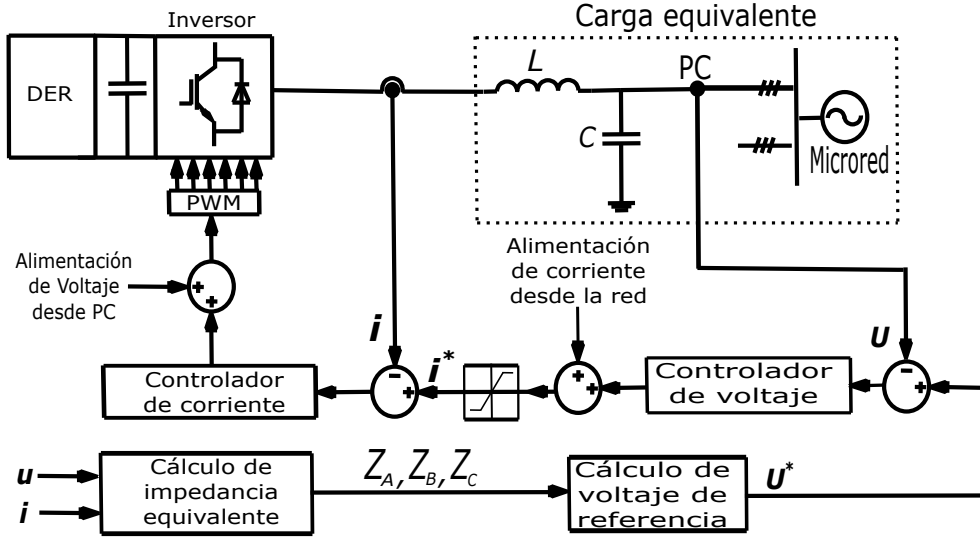 Carga equivalente
Inversor
DER
L
PC
C
Microred
PWM
Alimentación
de Voltaje
desde PC
+
+
Alimentación
de corriente
desde la red
i
i*
U
-
+
+
+
-
+
Controlador
de corriente
Controlador
de voltaje
u
i
Cálculo de
impedancia
equivalente
Z_A, Z_B, Z_C
Cálculo de
voltaje de
referencia
U*